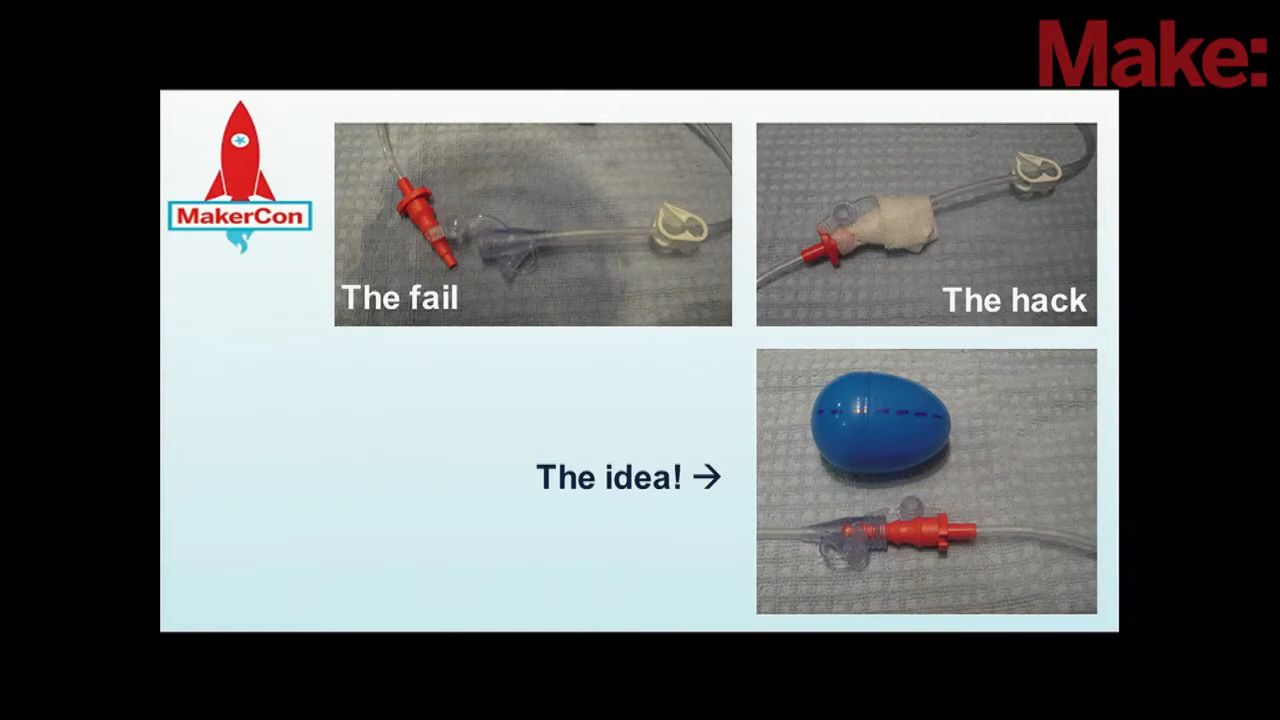 Make:
MakerCon
The fail
The hack
The idea! →